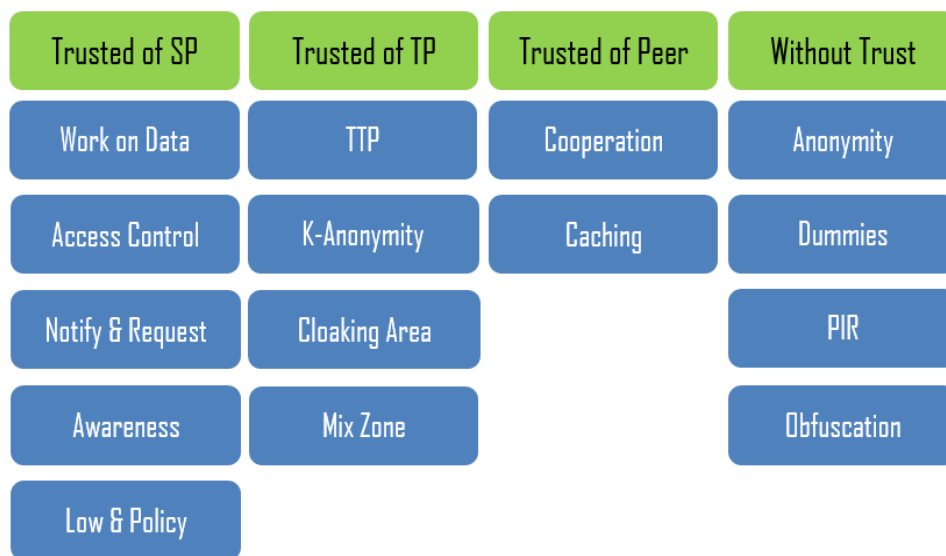 Trusted of SP
Trusted of TP
Trusted of Peer
Without Trust
Work on Data
TTP
Cooperation
Anonymity
Access Control
K-Anonymity
Caching
Dummies
Notify & Request
Cloaking Area
PIR
Awareness
Mix Zone
Obfuscation
Low & Policy